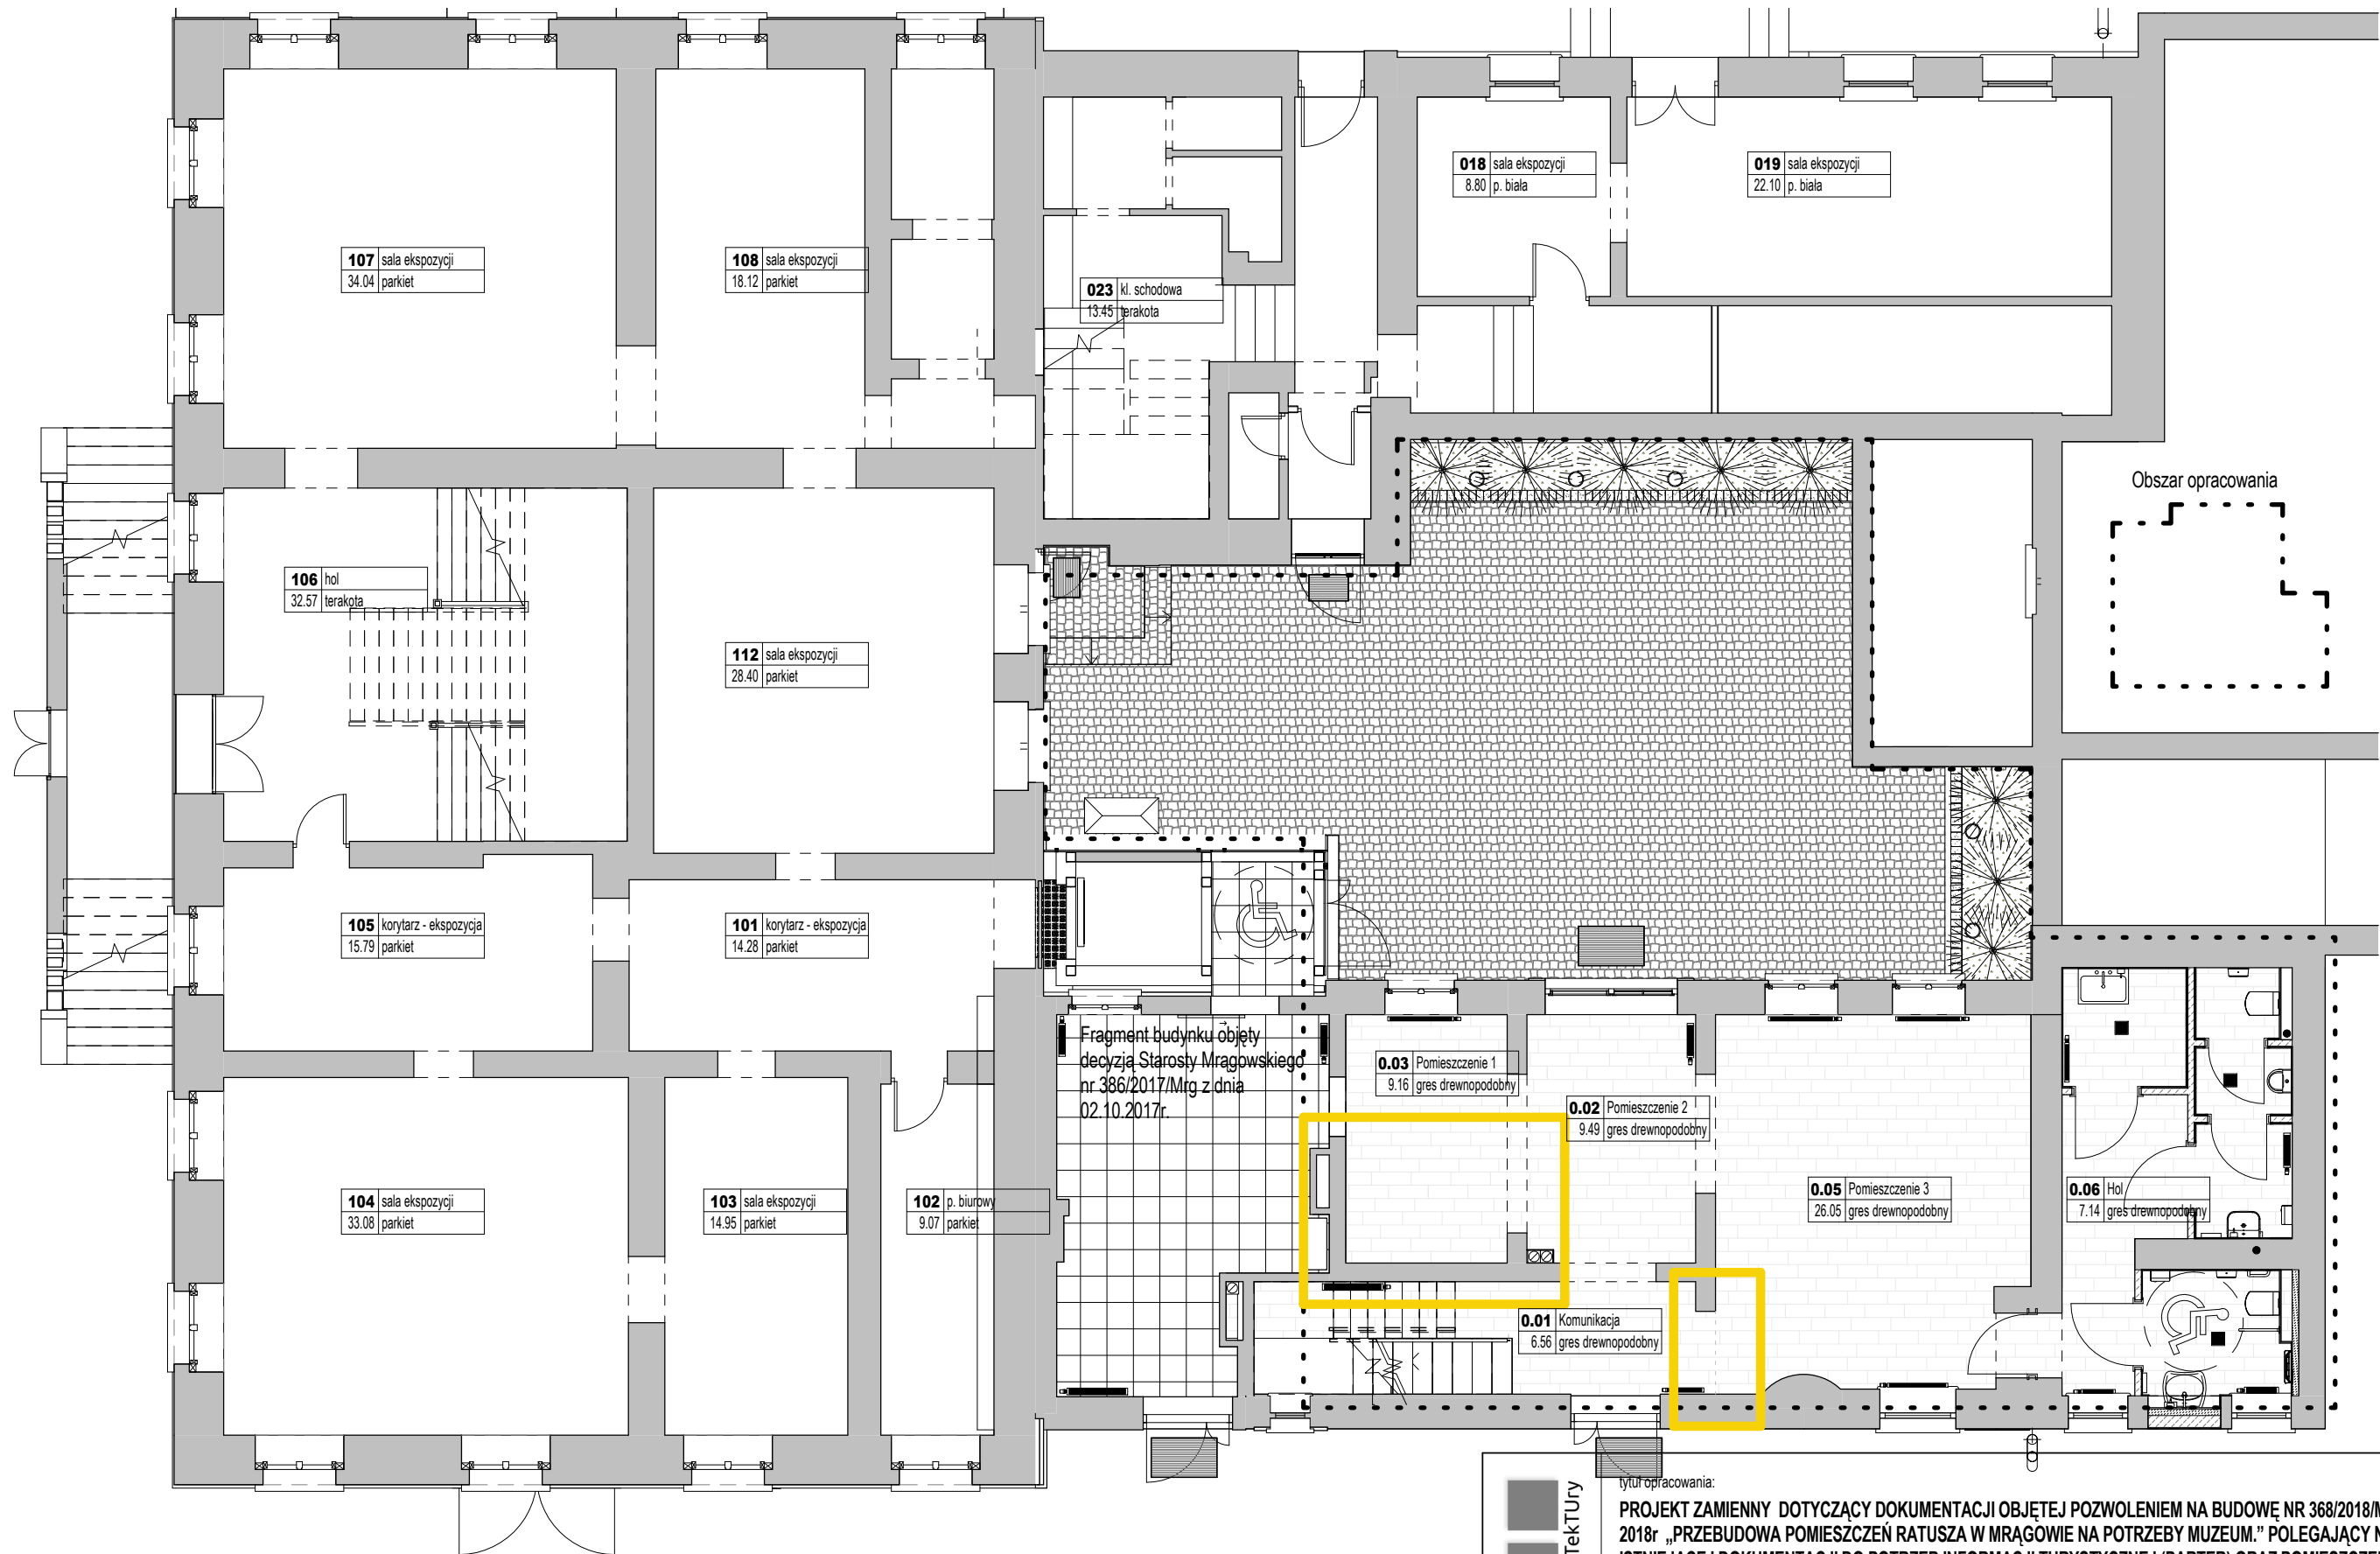 018 sala ekspozycji
8.80 p. biała
019 sala ekspozycji
22.10 p. biała
107 sala ekspozycji
34.04 parkiet
108 sala ekspozycji
18.12 parkiet
023 kl. schodowa
13.45 terakota
Obszar opracowania
106 hol
32.57 terakota
112 sala ekspozycji
28.40 parkiet
105 korytarz - ekspozycja
15.79 parkiet
101 korytarz - ekspozycja
14.28 parkiet
Fragment budynku objęty
decyzją Starosty Mrągowskiego
nr 386/2017/Mrg z dnia
02.10.2017r.
0.03 Pomieszczenie 1
9.16 gres drewnopodobny
0.02 Pomieszczenie 2
9.49 gres drewnopodobny
104 sala ekspozycji
33.08 parkiet
103 sala ekspozycji
14.95 parkiet
102 p. biurowy
9.07 parkiet
0.05 Pomieszczenie 3
26.05 gres drewnopodobny
0.06 Hol
7.14 gres drewnopodobny
0.01 Komunikacja
6.56 gres drewnopodobny
TekTUry
tytuł opracowania:
PROJEKT ZAMIENNY DOTYCZĄCY DOKUMENTACJI OBJĘTEJ POZWOLENIEM NA BUDOWĘ NR 368/2018/M
2018r „PRZEBUDOWA POMIESZCZEŃ RATUSZA W MRĄGOWIE NA POTRZEBY MUZEUM.” POLEGAJĄCY N